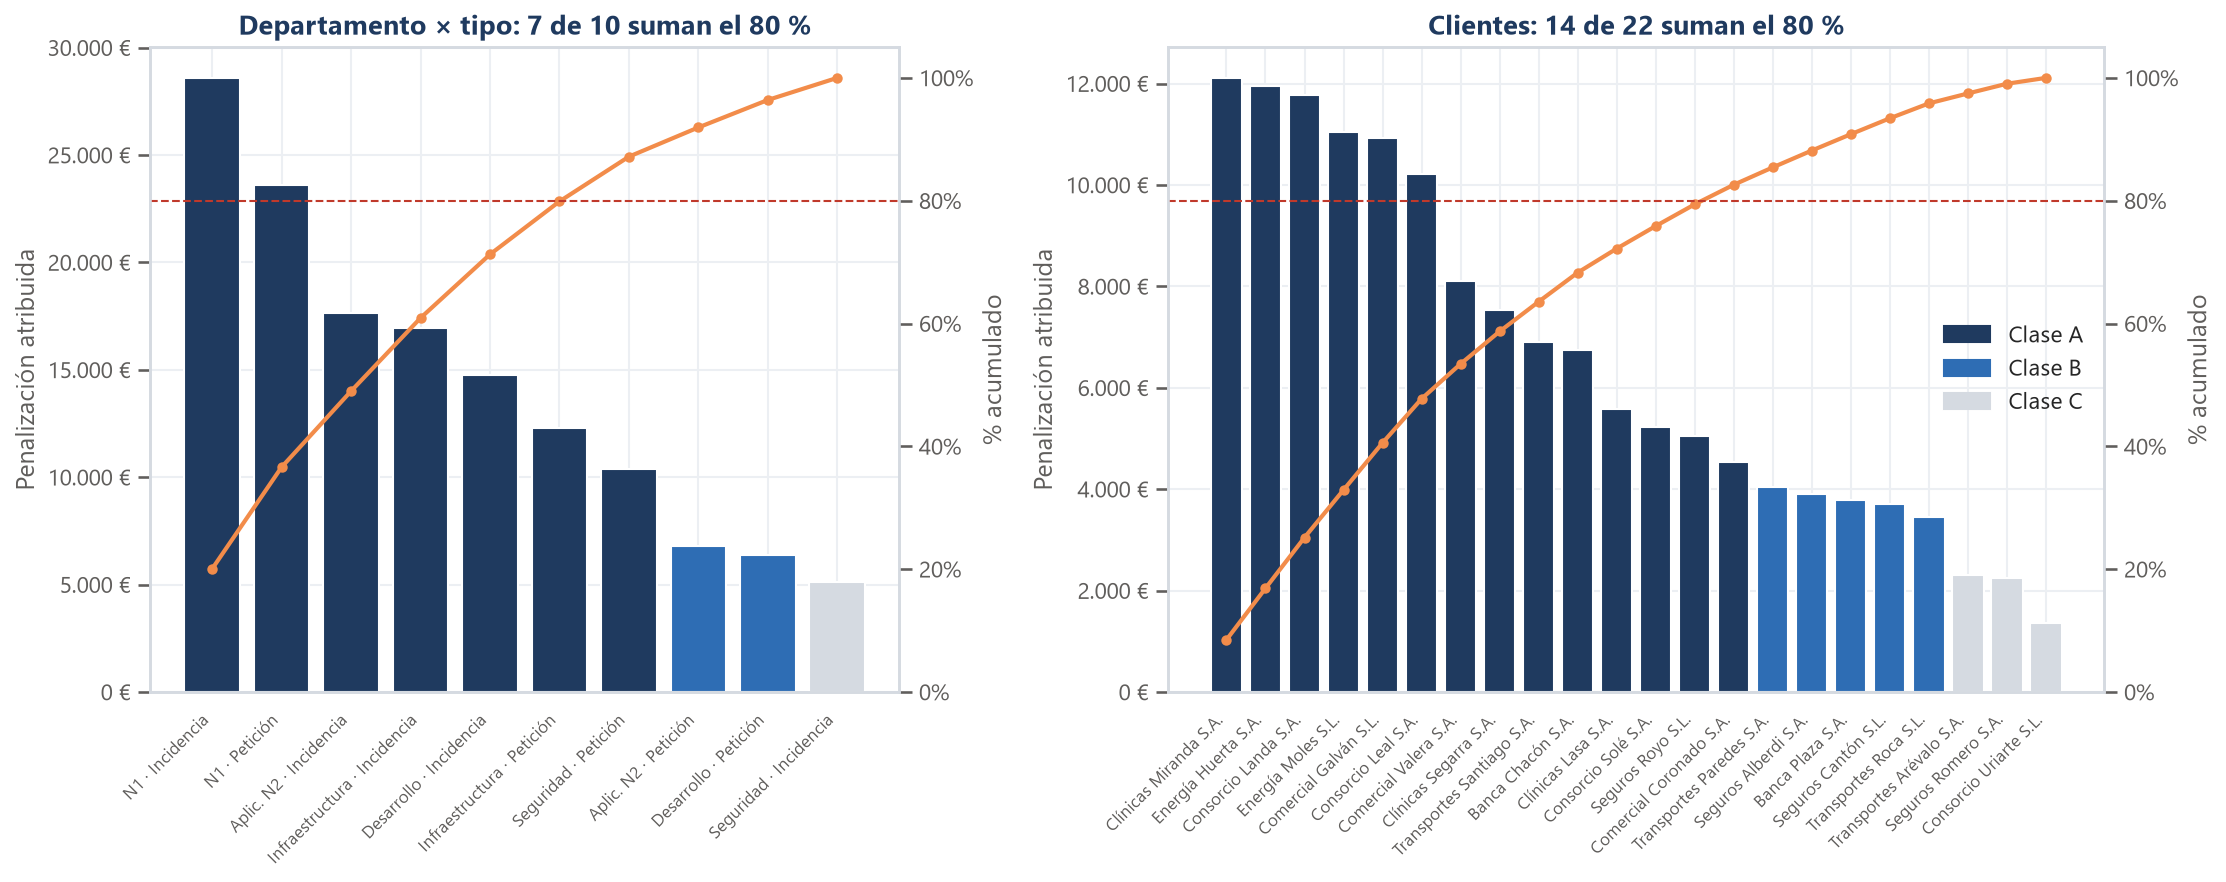 Departamento × tipo: 7 de 10 suman el 80 %
30.000 €
25.000 €
20.000 €
15.000 €
10.000 €
5.000 €
0 €
Penalización atribuida
100%
80%
60%
40%
20%
0%
% acumulado
N1 · Incidencia
N1 · Petición
Aplic. N2 · Incidencia
Infraestructura · Incidencia
Desarrollo · Incidencia
Infraestructura · Petición
Seguridad · Petición
Aplic. N2 · Petición
Desarrollo · Petición
Seguridad · Incidencia
Clientes: 14 de 22 suman el 80 %
12.000 €
10.000 €
8.000 €
6.000 €
4.000 €
2.000 €
0 €
Penalización atribuida
100%
80%
60%
40%
20%
0%
% acumulado
Clase A
Clase B
Clase C
Clínicas Miranda S.A.
Energía Huerta S.A.
Consorcio Landa S.A.
Energía Moles S.L.
Comercial Galván S.L.
Consorcio Leal S.A.
Comercial Valera S.A.
Clínicas Segarra S.A.
Transportes Santiago S.A.
Banca Chacón S.A.
Clínicas Lasa S.A.
Consorcio Solé S.A.
Seguros Royo S.L.
Comercial Coronado S.A.
Transportes Paredes S.A.
Seguros Alberdi S.A.
Banca Plaza S.A.
Seguros Cantón S.L.
Transportes Roca S.L.
Transportes Arévalo S.A.
Seguros Romero S.A.
Consorcio Uriarte S.L.